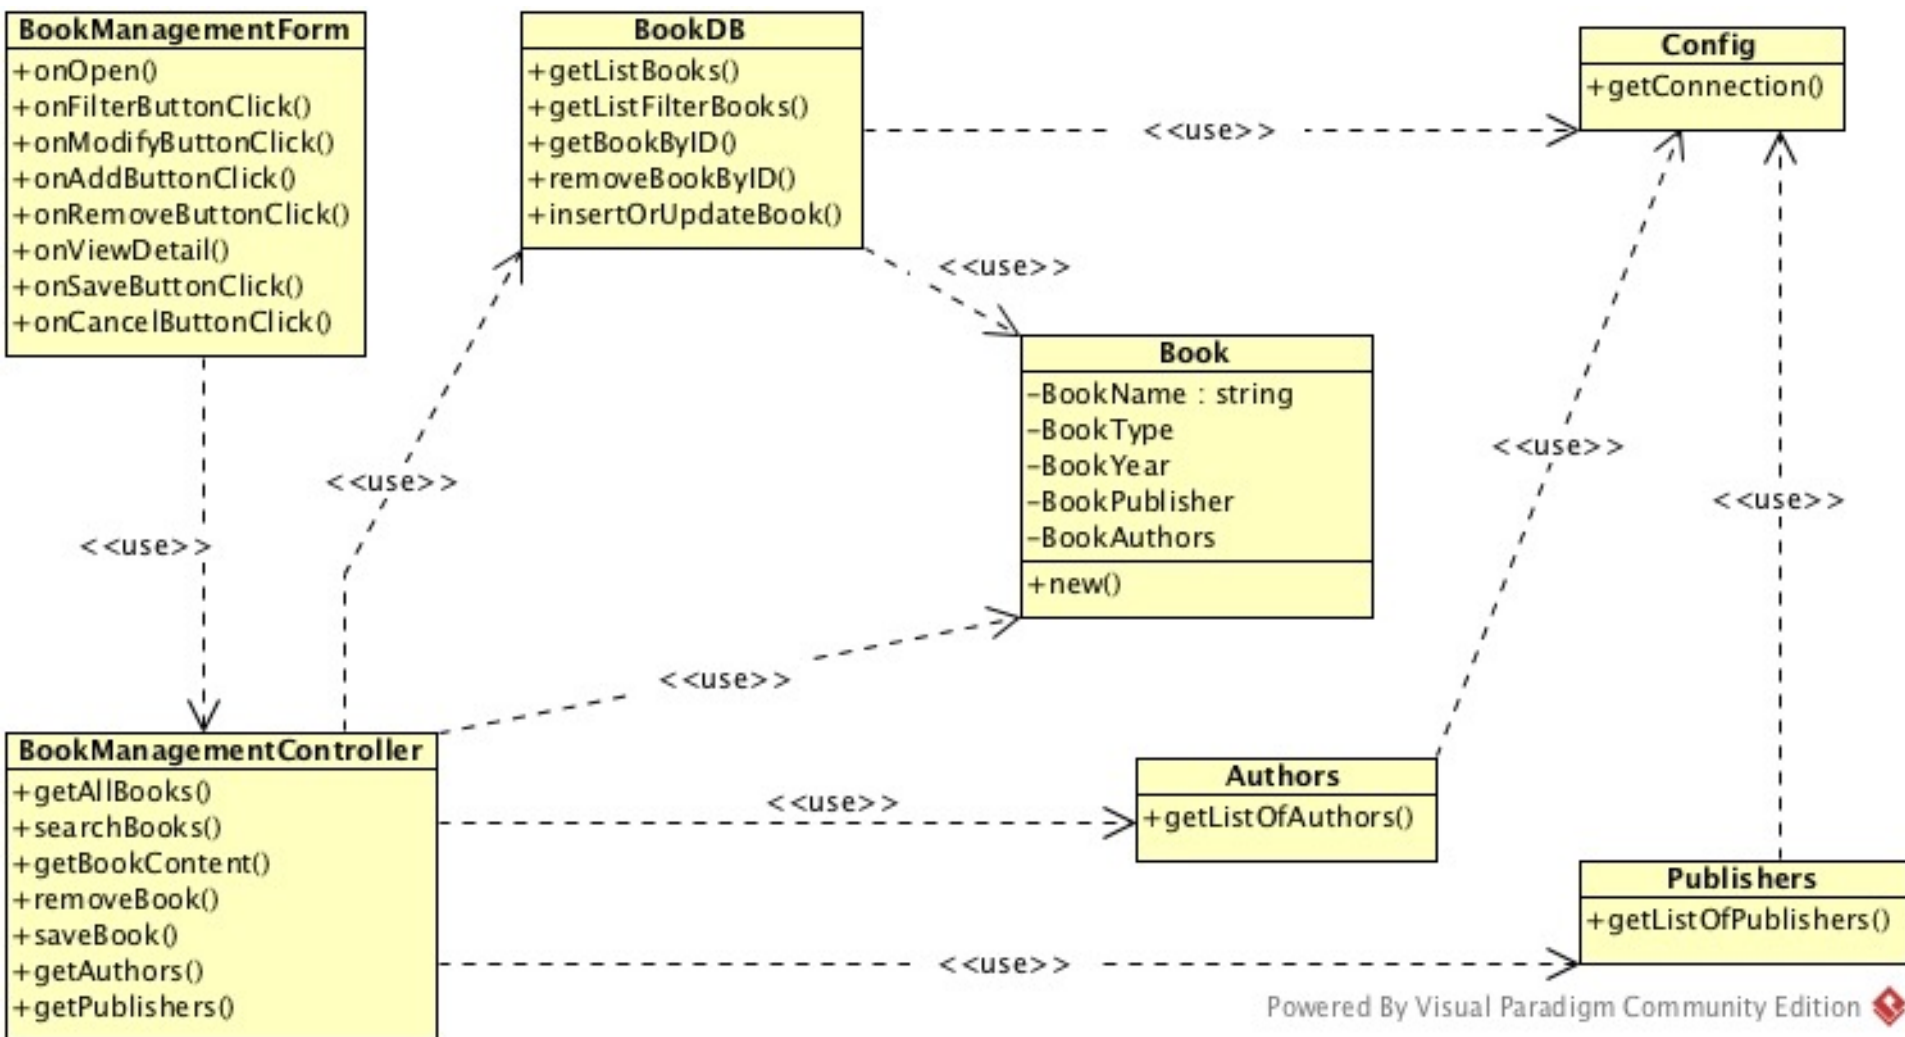 BookManagementForm
+onOpen()
+onFilterButtonClick()
+onModifyButtonClick()
+onAddButtonClick()
+onRemoveButtonClick()
+onViewDetail()
+onSaveButtonClick()
+onCancelButtonClick()
BookDB
+getListBooks()
+getListFilterBooks()
+getBookByID()
+removeBookByID()
+insertOrUpdateBook()
Config
+getConnection()
<<use>>
<<use>>
Book
-BookName : string
-BookType
-BookYear
-BookPublisher
-BookAuthors
+new()
<<use>>
<<use>>
<<use>>
<<use>>
<<use>>
BookManagementController
+getAllBooks()
+searchBooks()
+getBookContent()
+removeBook()
+saveBook()
+getAuthors()
+getPublishers()
<<use>>
Authors
+getListOfAuthors()
<<use>>
Publishers
+getListOfPublishers()
Powered By Visual Paradigm Community Edition